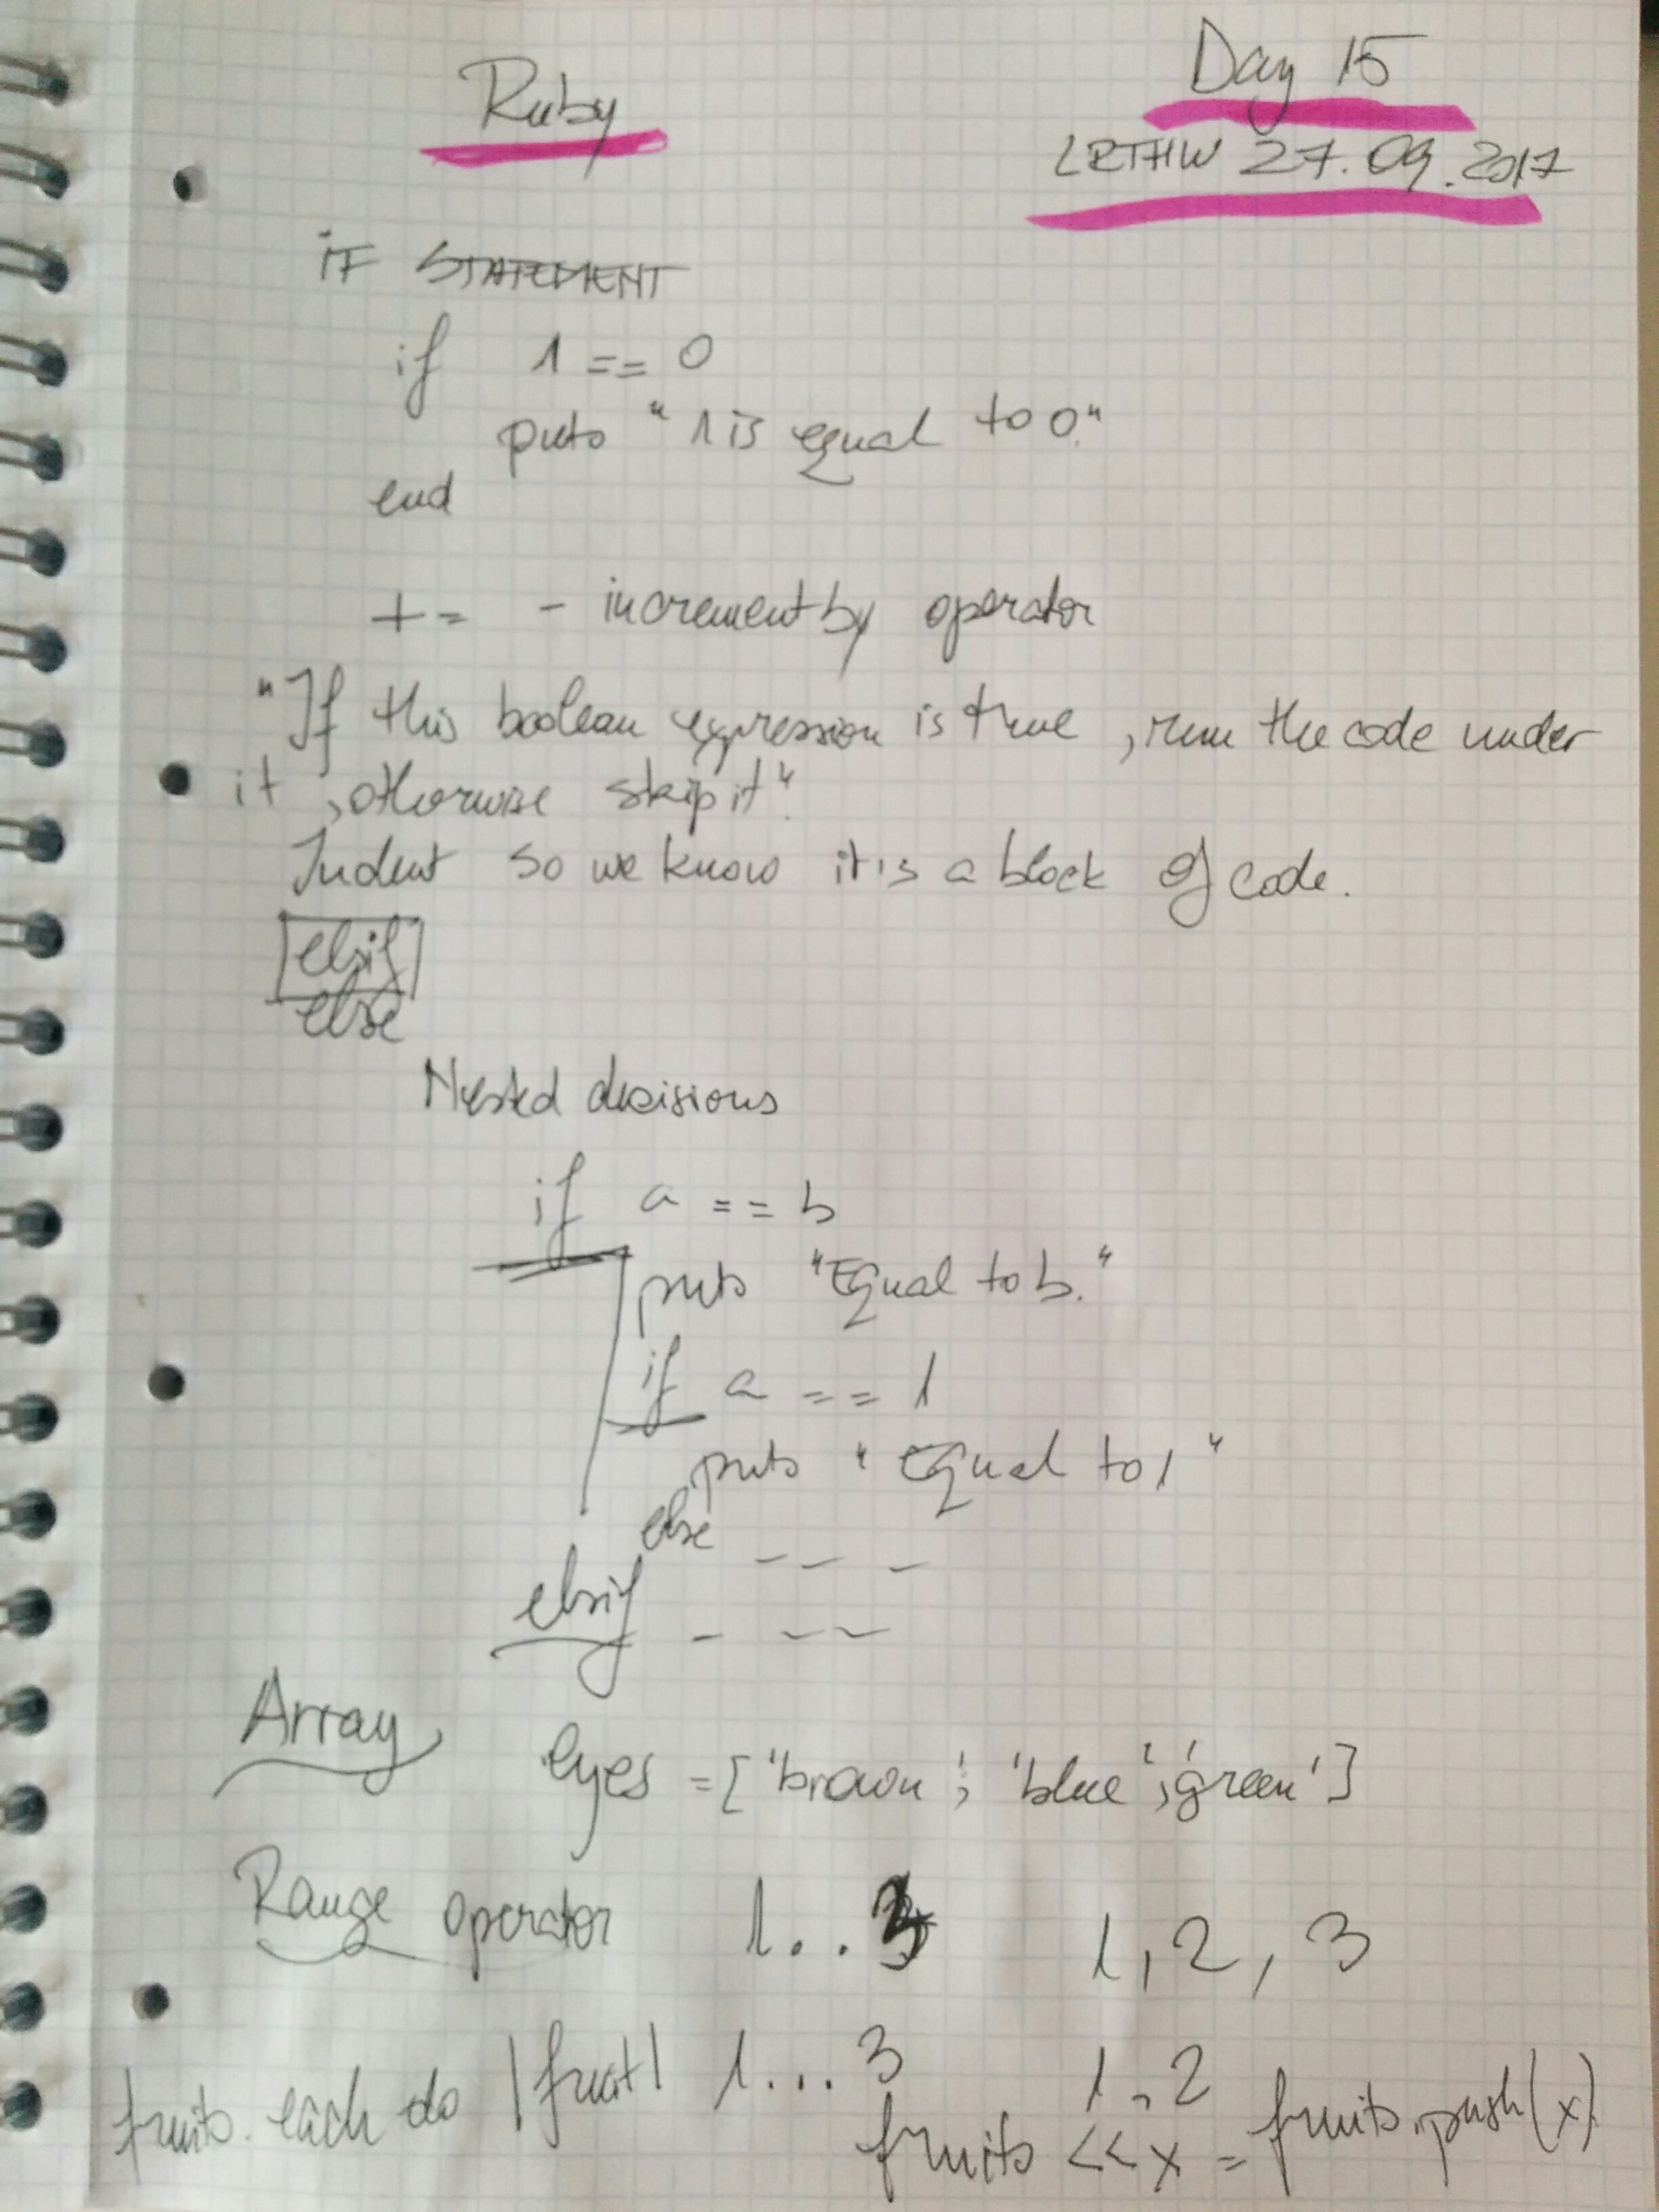 Ruby
Day 15
LRTHW 27.09.2017
IF STATEMENT
if 1 == 0
puts "1 is equal to 0."
end
+= - increment by operator
"If this boolean expression is true, run the code under
it, otherwise skip it".
Indent so we know it is a block of code.
elsif
else
Nested decisions
if a == b
puts "Equal to b."
if a == 1
puts "Equal to 1"
else _ _ _
elsif _ _ _
Array eyes = ['brown', 'blue', 'green']
Range operator 1..3 1, 2, 3
1...3 1, 2
fruits.each do |fruit|
fruits << x = fruits.push(x)